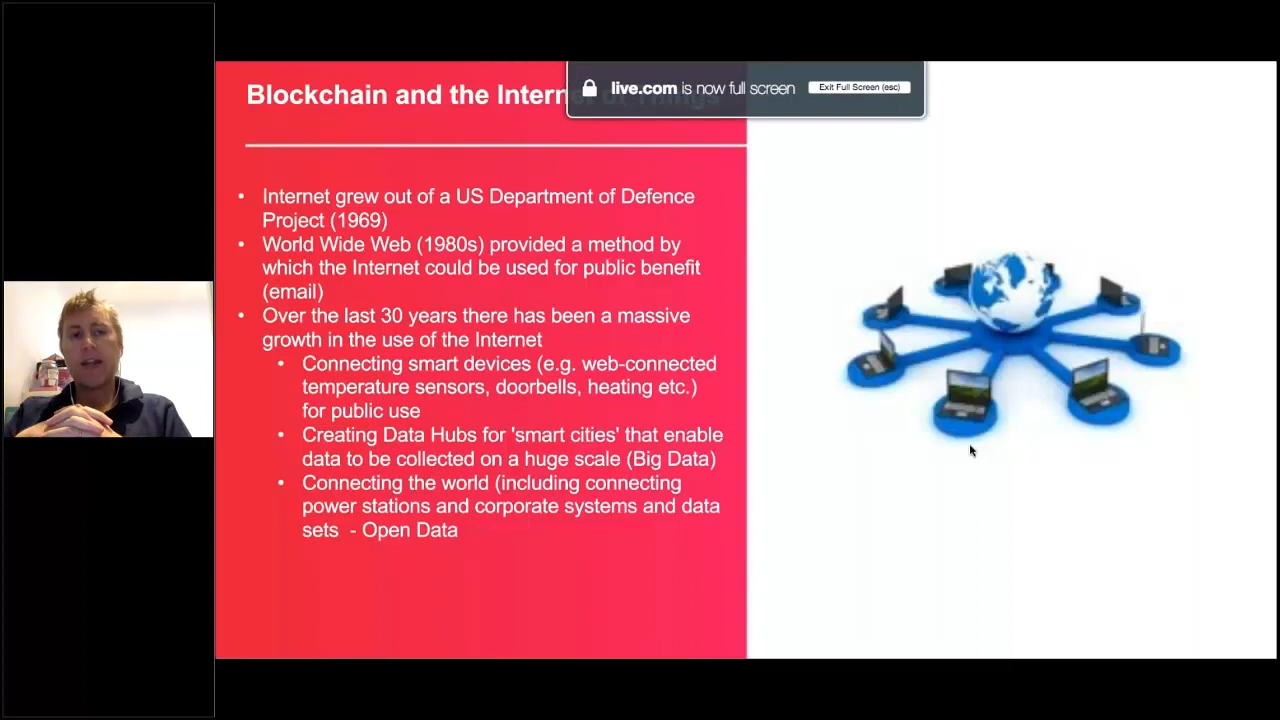 Blockchain and the Internet of Things
live.com is now full screen
Exit Full Screen (esc)
• Internet grew out of a US Department of Defence
Project (1969)
• World Wide Web (1980s) provided a method by
which the Internet could be used for public benefit
(email)
• Over the last 30 years there has been a massive
growth in the use of the Internet
• Connecting smart devices (e.g. web-connected
temperature sensors, doorbells, heating etc.)
for public use
• Creating Data Hubs for 'smart cities' that enable
data to be collected on a huge scale (Big Data)
• Connecting the world (including connecting
power stations and corporate systems and data
sets - Open Data